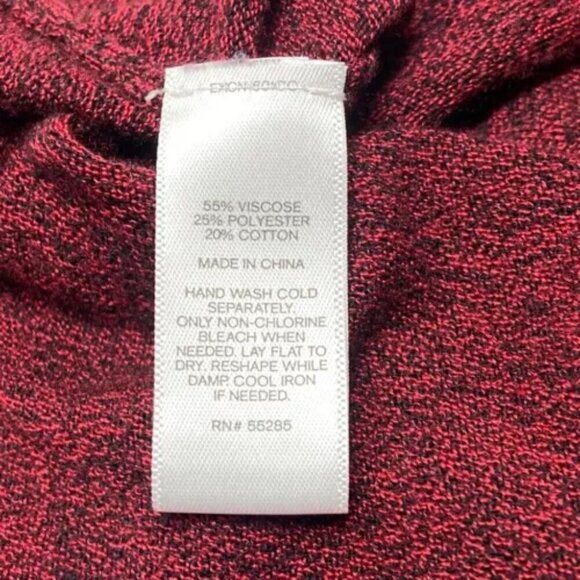 55% VISCOSE
25% POLYESTER
20% COTTON
MADE IN CHINA
HAND WASH COLD
SEPARATELY.
ONLY NON-CHLORINE
BLEACH WHEN
NEEDED. LAY FLAT TO
DRY. RESHAPE WHILE
DAMP. COOL IRON
IF NEEDED.
RN# 55285